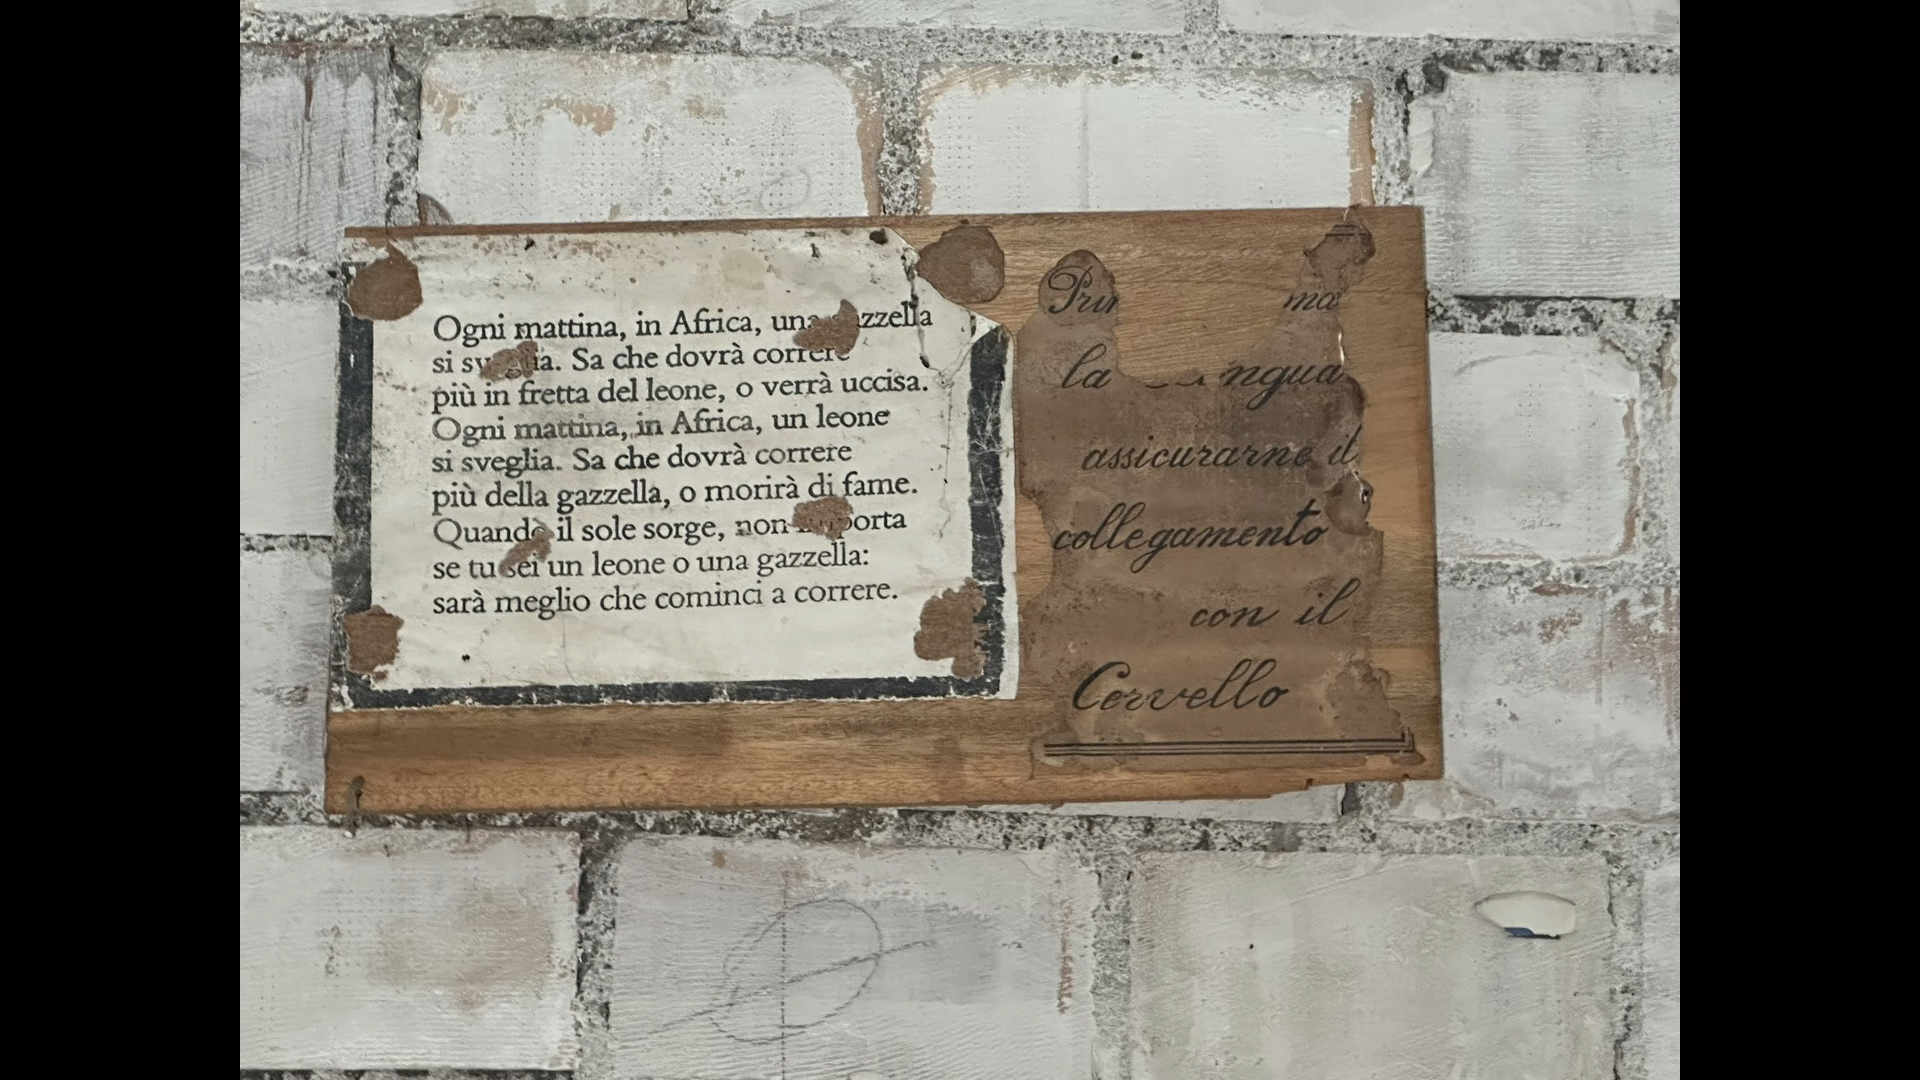 Ogni mattina, in Africa, una gazzella
si sveglia. Sa che dovrà correre
più in fretta del leone, o verrà uccisa.
Ogni mattina, in Africa, un leone
si sveglia. Sa che dovrà correre
più della gazzella, o morirà di fame.
Quando il sole sorge, non importa
se tu sei un leone o una gazzella:
sarà meglio che cominci a correre.
la lingua
assicurarne il
collegamento
con il
Cervello